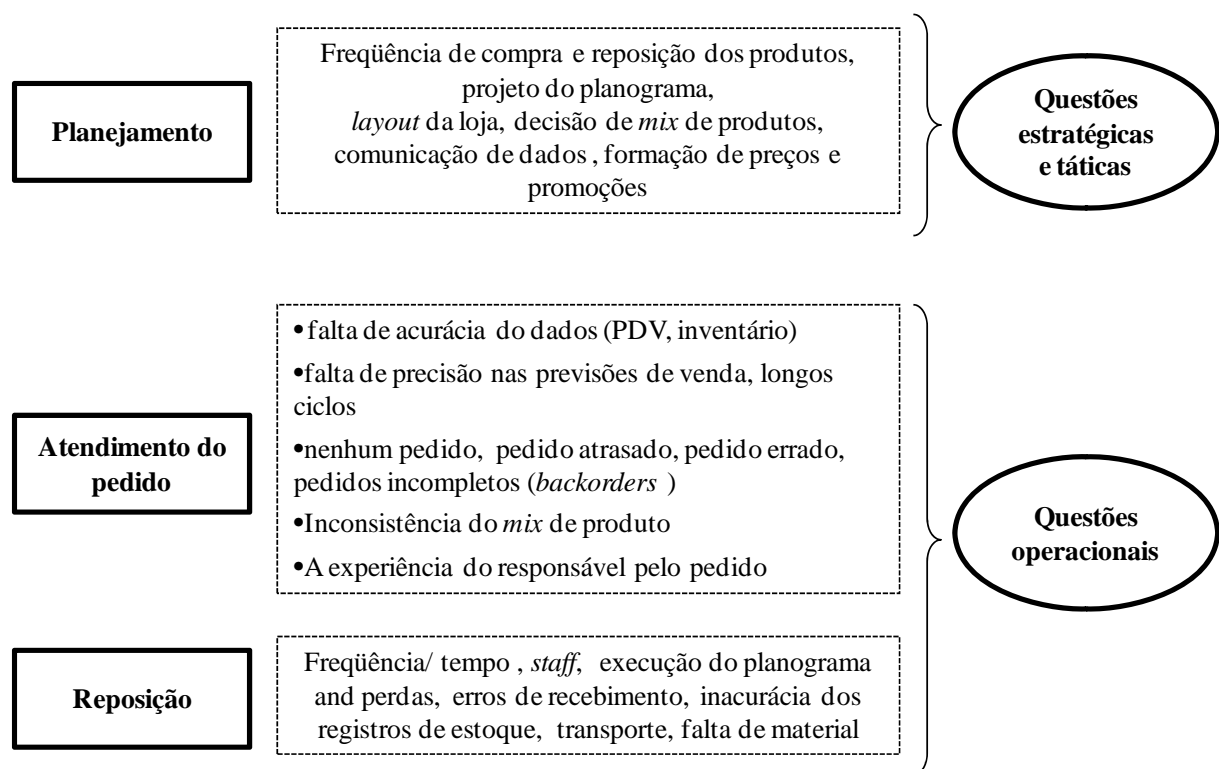 Planejamento
Freqüência de compra e reposição dos produtos,
projeto do planograma,
layout da loja, decisão de mix de produtos,
comunicação de dados , formação de preços e
promoções
Questões
estratégicas
e táticas
Atendimento do
pedido
•falta de acurácia do dados (PDV, inventário)
•falta de precisão nas previsões de venda, longos
ciclos
•nenhum pedido, pedido atrasado, pedido errado,
pedidos incompletos (backorders )
•Inconsistência do mix de produto
•A experiência do responsável pelo pedido
Questões
operacionais
Reposição
Freqüência/ tempo , staff, execução do planograma
and perdas, erros de recebimento, inacurácia dos
registros de estoque, transporte, falta de material